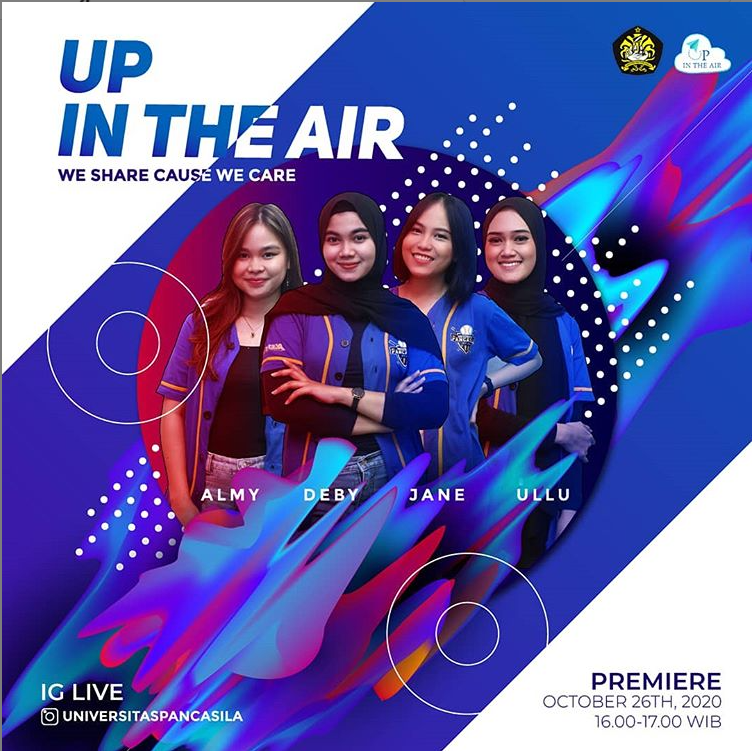 UP
IN THE AIR
WE SHARE CAUSE WE CARE
UP
IN THE AIR
ALMY DEBY JANE ULLU
IG LIVE
UNIVERSITASPANCASILA
PREMIERE
OCTOBER 26TH, 2020
16.00-17.00 WIB